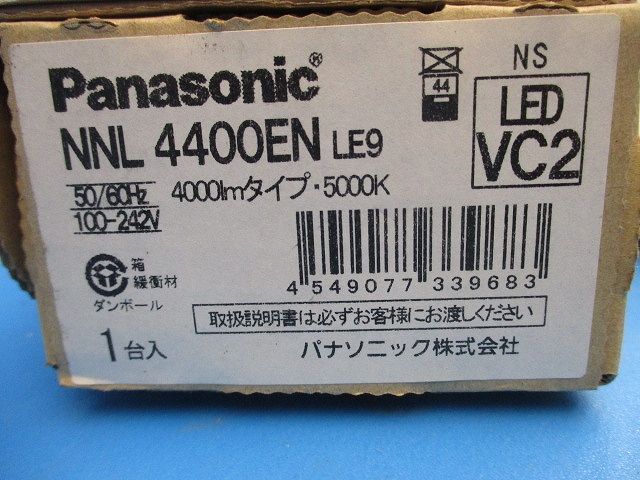 Panasonic®
NNL 4400EN LE9
50/60Hz
100-242V
4000lmタイプ・5000K
44
NS
LED
VC2
4 549077 339683
箱
緩衝材
ダンボール
1台入
取扱説明書は必ずお客様にお渡しください
パナソニック株式会社